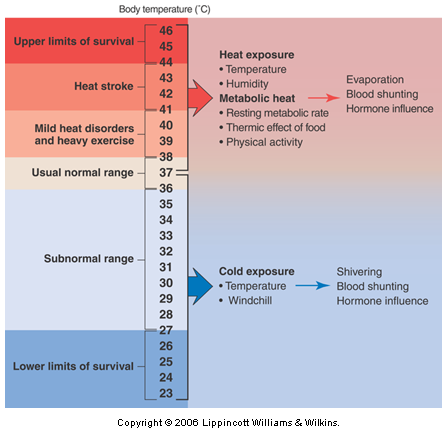 Body temperature (˚C)
Upper limits of survival
Heat stroke
Mild heat disorders
and heavy exercise
Usual normal range
Subnormal range
Lower limits of survival
46
45
44
43
42
41
40
39
38
37
36
35
34
33
32
31
30
29
28
27
26
25
24
23
Heat exposure
• Temperature
• Humidity
Metabolic heat
• Resting metabolic rate
• Thermic effect of food
• Physical activity
Evaporation
Blood shunting
Hormone influence
Cold exposure
• Temperature
• Windchill
Shivering
Blood shunting
Hormone influence
Copyright © 2006 Lippincott Williams & Wilkins.